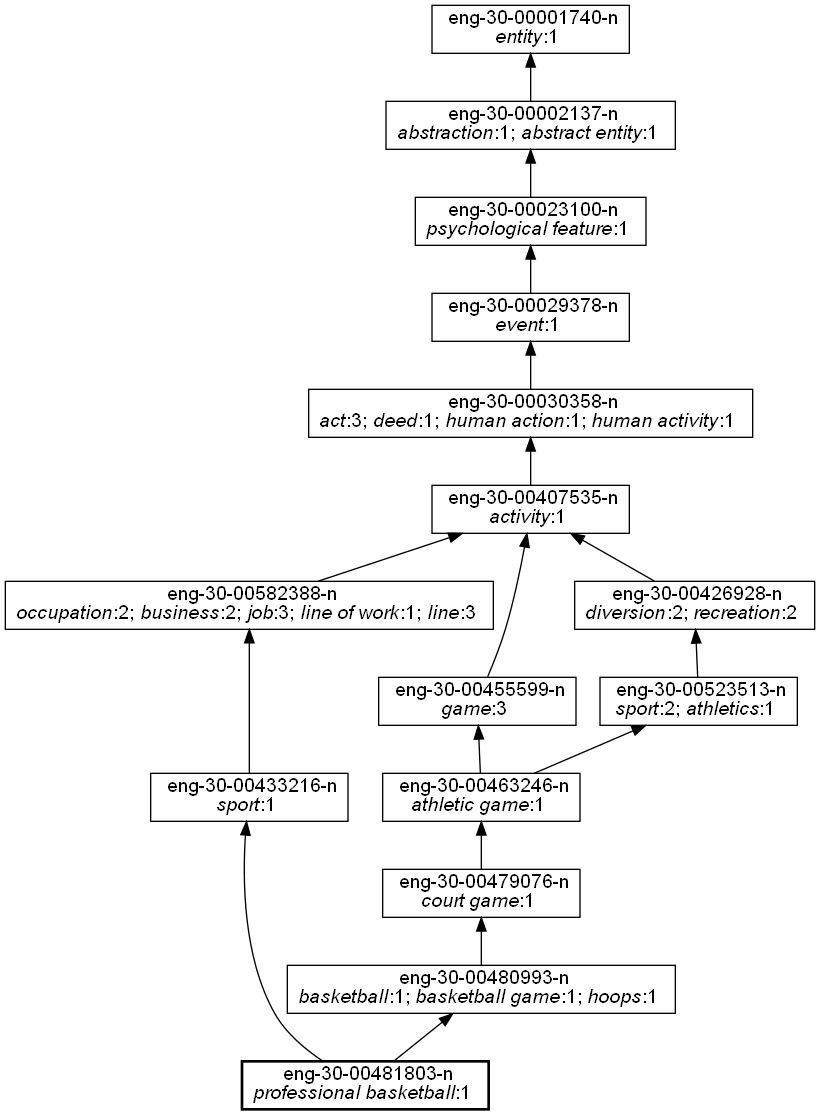 eng-30-00001740-n
entity:1
eng-30-00002137-n
abstraction:1; abstract entity:1
eng-30-00023100-n
psychological feature:1
eng-30-00029378-n
event:1
eng-30-00030358-n
act:3; deed:1; human action:1; human activity:1
eng-30-00407535-n
activity:1
eng-30-00582388-n
occupation:2; business:2; job:3; line of work:1; line:3
eng-30-00426928-n
diversion:2; recreation:2
eng-30-00455599-n
game:3
eng-30-00523513-n
sport:2; athletics:1
eng-30-00433216-n
sport:1
eng-30-00463246-n
athletic game:1
eng-30-00479076-n
court game:1
eng-30-00480993-n
basketball:1; basketball game:1; hoops:1
eng-30-00481803-n
professional basketball:1